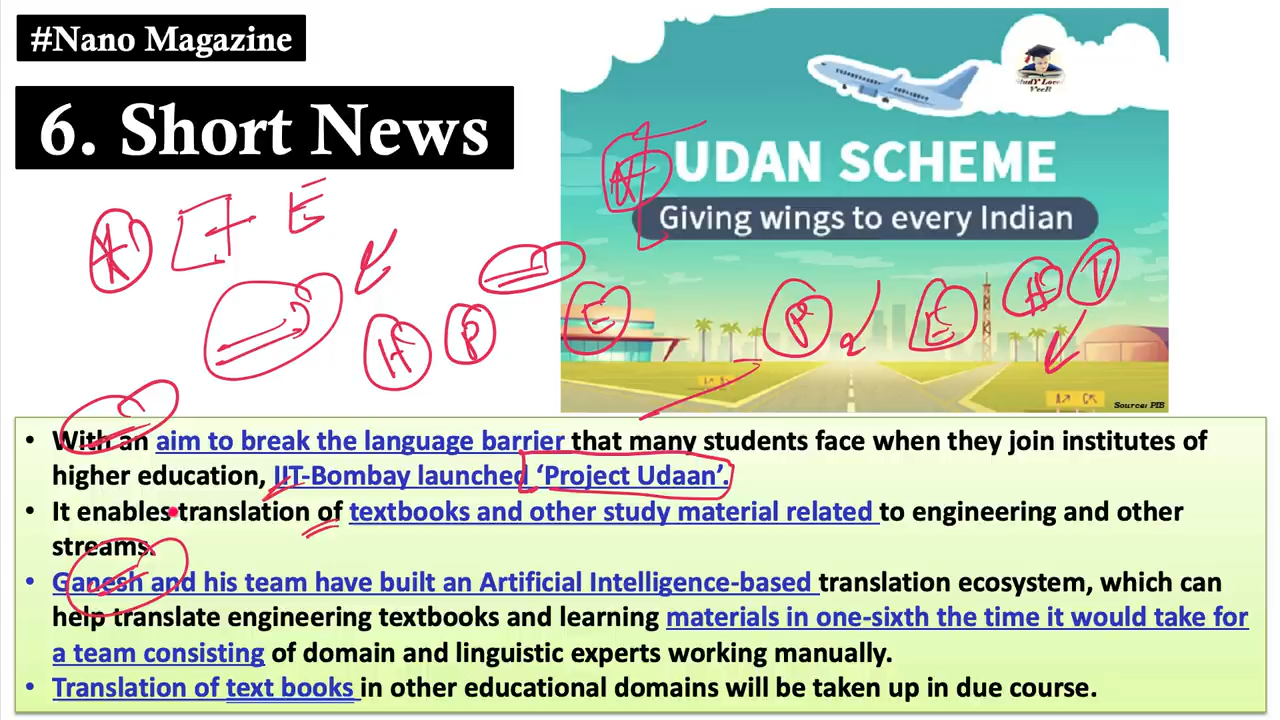 #Nano Magazine
6. Short News
StudY Lover
VeeR
UDAN SCHEME
Giving wings to every Indian
A
E
H
P
E
P
E
H
Source: PIB
• With an aim to break the language barrier that many students face when they join institutes of
higher education, IIT-Bombay launched ‘Project Udaan’.
• It enables translation of textbooks and other study material related to engineering and other
streams.
• Ganesh and his team have built an Artificial Intelligence-based translation ecosystem, which can
help translate engineering textbooks and learning materials in one-sixth the time it would take for
a team consisting of domain and linguistic experts working manually.
• Translation of text books in other educational domains will be taken up in due course.